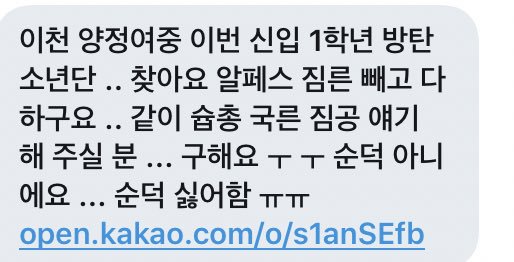 이천 양정여중 이번 신입 1학년 방탄
소년단 .. 찾아요 알페스 짐른 빼고 다
하구요 .. 같이 슙총 국른 짐공 얘기
해 주실 분 ... 구해요 ㅜ ㅜ 순덕 아니
에요 ... 순덕 싫어함 ㅠㅠ
open.kakao.com/o/s1anSEfb